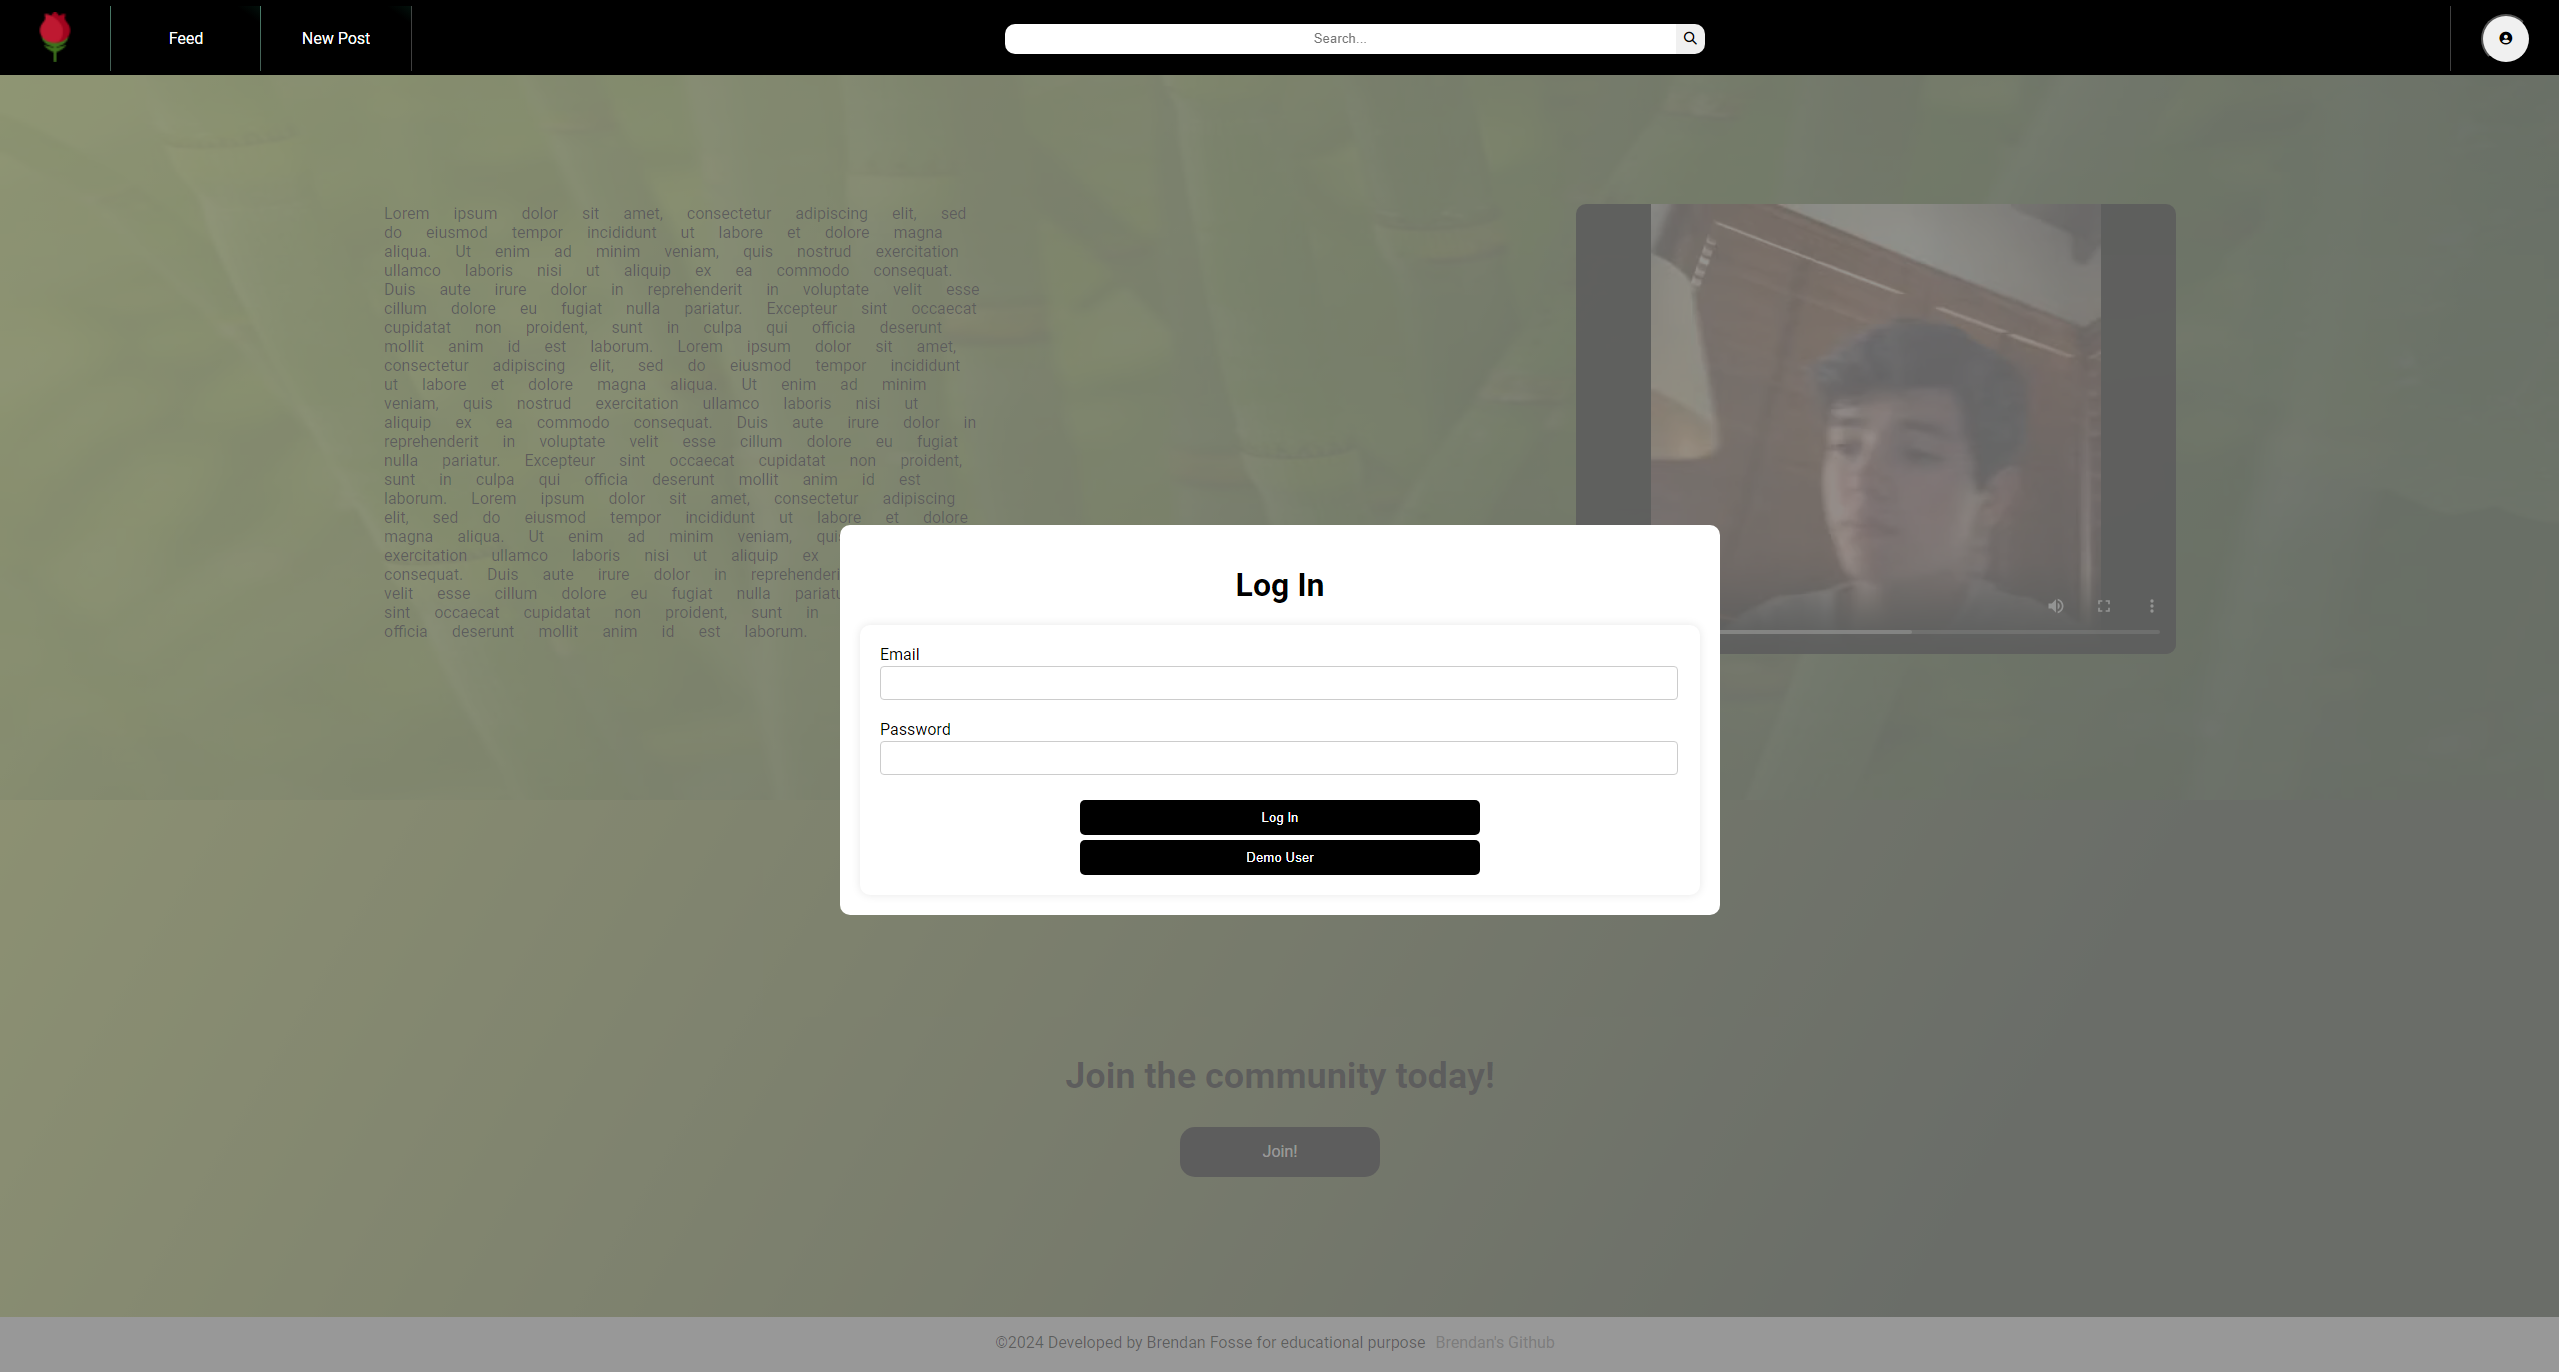 Feed
New Post
Search...
Lorem ipsum dolor sit amet, consectetur adipiscing elit, sed
do eiusmod tempor incididunt ut labore et dolore magna
aliqua. Ut enim ad minim veniam, quis nostrud exercitation
ullamco laboris nisi ut aliquip ex ea commodo consequat.
Duis aute irure dolor in reprehenderit in voluptate velit esse
cillum dolore eu fugiat nulla pariatur. Excepteur sint occaecat
cupidatat non proident, sunt in culpa qui officia deserunt
mollit anim id est laborum. Lorem ipsum dolor sit amet,
consectetur adipiscing elit, sed do eiusmod tempor incididunt
ut labore et dolore magna aliqua. Ut enim ad minim
veniam, quis nostrud exercitation ullamco laboris nisi ut
aliquip ex ea commodo consequat. Duis aute irure dolor in
reprehenderit in voluptate velit esse cillum dolore eu fugiat
nulla pariatur. Excepteur sint occaecat cupidatat non proident,
sunt in culpa qui officia deserunt mollit anim id est
laborum. Lorem ipsum dolor sit amet, consectetur adipiscing
elit, sed do eiusmod tempor incididunt ut labore et dolore
magna aliqua. Ut enim ad minim veniam,
exercitation ullamco laboris nisi ut aliquip ex
consequat. Duis aute irure dolor in
velit esse cillum dolore eu fugiat nulla
sint occaecat cupidatat non proident, sunt in
officia deserunt mollit anim id est laborum.
Log In
Email
Password
Log In
Demo User
Join the community today!
Join!
©2024 Developed by Brendan Fosse for educational purpose Brendan's Github